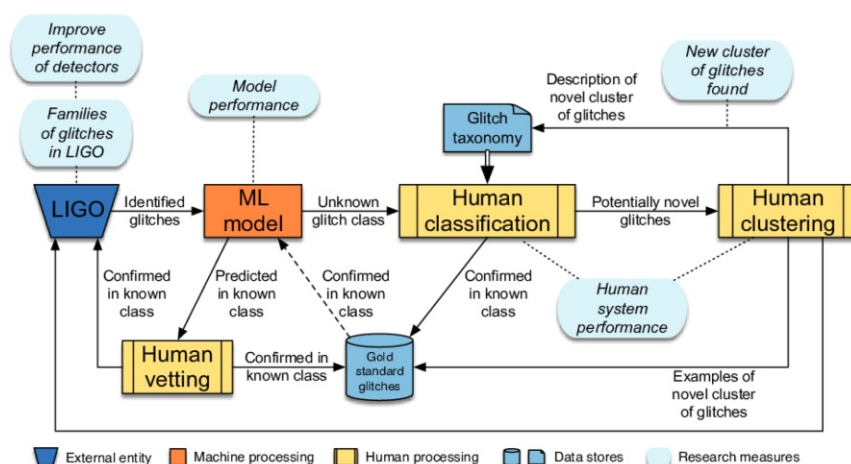 Improve
performance
of detectors
Families
of glitches
in LIGO
Model
performance
Description of
novel cluster
of glitches
New cluster
of glitches
found
Glitch
taxonomy
LIGO
Identified
glitches
ML
model
Unknown
glitch class
Human
classification
Potentially novel
glitches
Human
clustering
Confirmed
in known
class
Predicted
in known
class
Confirmed
in known
class
Confirmed
in known
class
Human
system
performance
Human
vetting
Confirmed in
known class
Gold
standard
glitches
Examples of
novel cluster
of glitches
External entity
Machine processing
Human processing
Data stores
Research measures